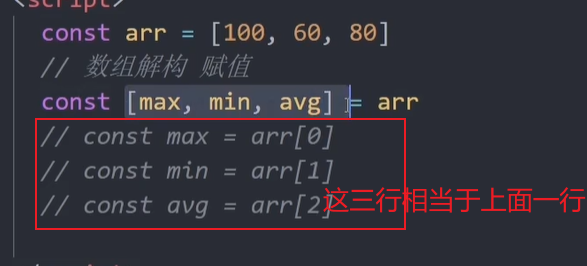 <script>
const arr = [100, 60, 80]
// 数组解构 赋值
const [max, min, avg] = arr
// const max = arr[0]
// const min = arr[1]
// const avg = arr[2]
这三行相当于上面一行